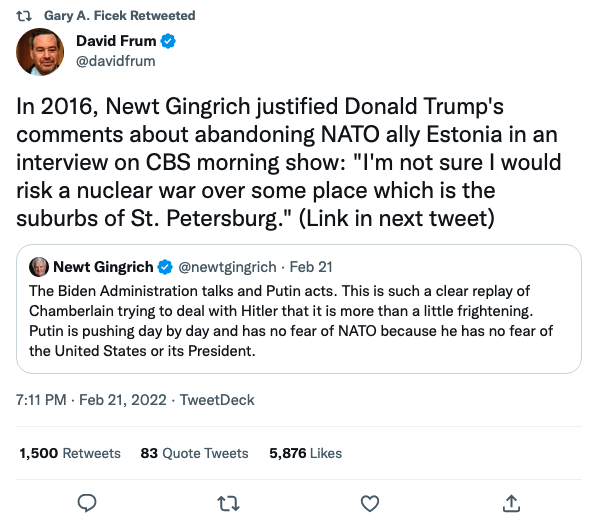 Gary A. Ficek Retweeted
David Frum
@davidfrum
In 2016, Newt Gingrich justified Donald Trump's
comments about abandoning NATO ally Estonia in an
interview on CBS morning show: "I'm not sure I would
risk a nuclear war over some place which is the
suburbs of St. Petersburg." (Link in next tweet)
Newt Gingrich @newtgingrich · Feb 21
The Biden Administration talks and Putin acts. This is such a clear replay of
Chamberlain trying to deal with Hitler that it is more than a little frightening.
Putin is pushing day by day and has no fear of NATO because he has no fear of
the United States or its President.
7:11 PM · Feb 21, 2022 · TweetDeck
1,500 Retweets 83 Quote Tweets 5,876 Likes